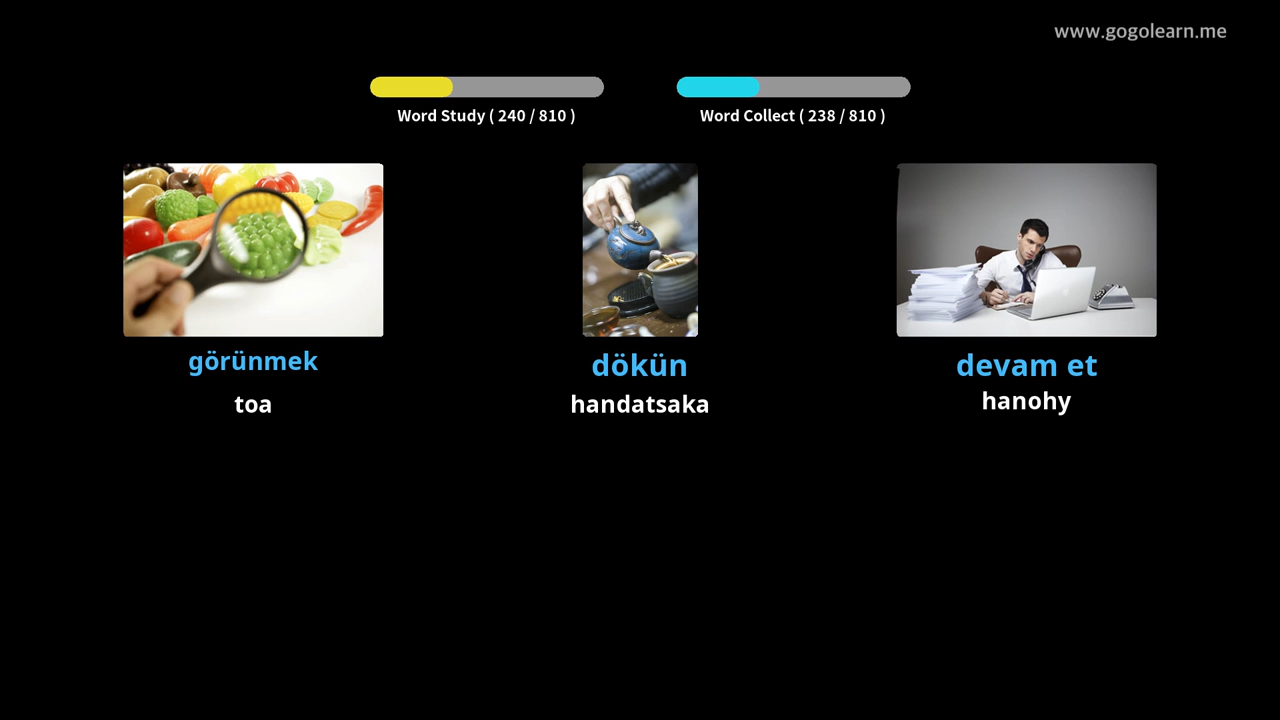 www.gogolearn.me
Word Study ( 240 / 810 )
Word Collect ( 238 / 810 )
görünmek
toa
dökün
handatsaka
devam et
hanohy